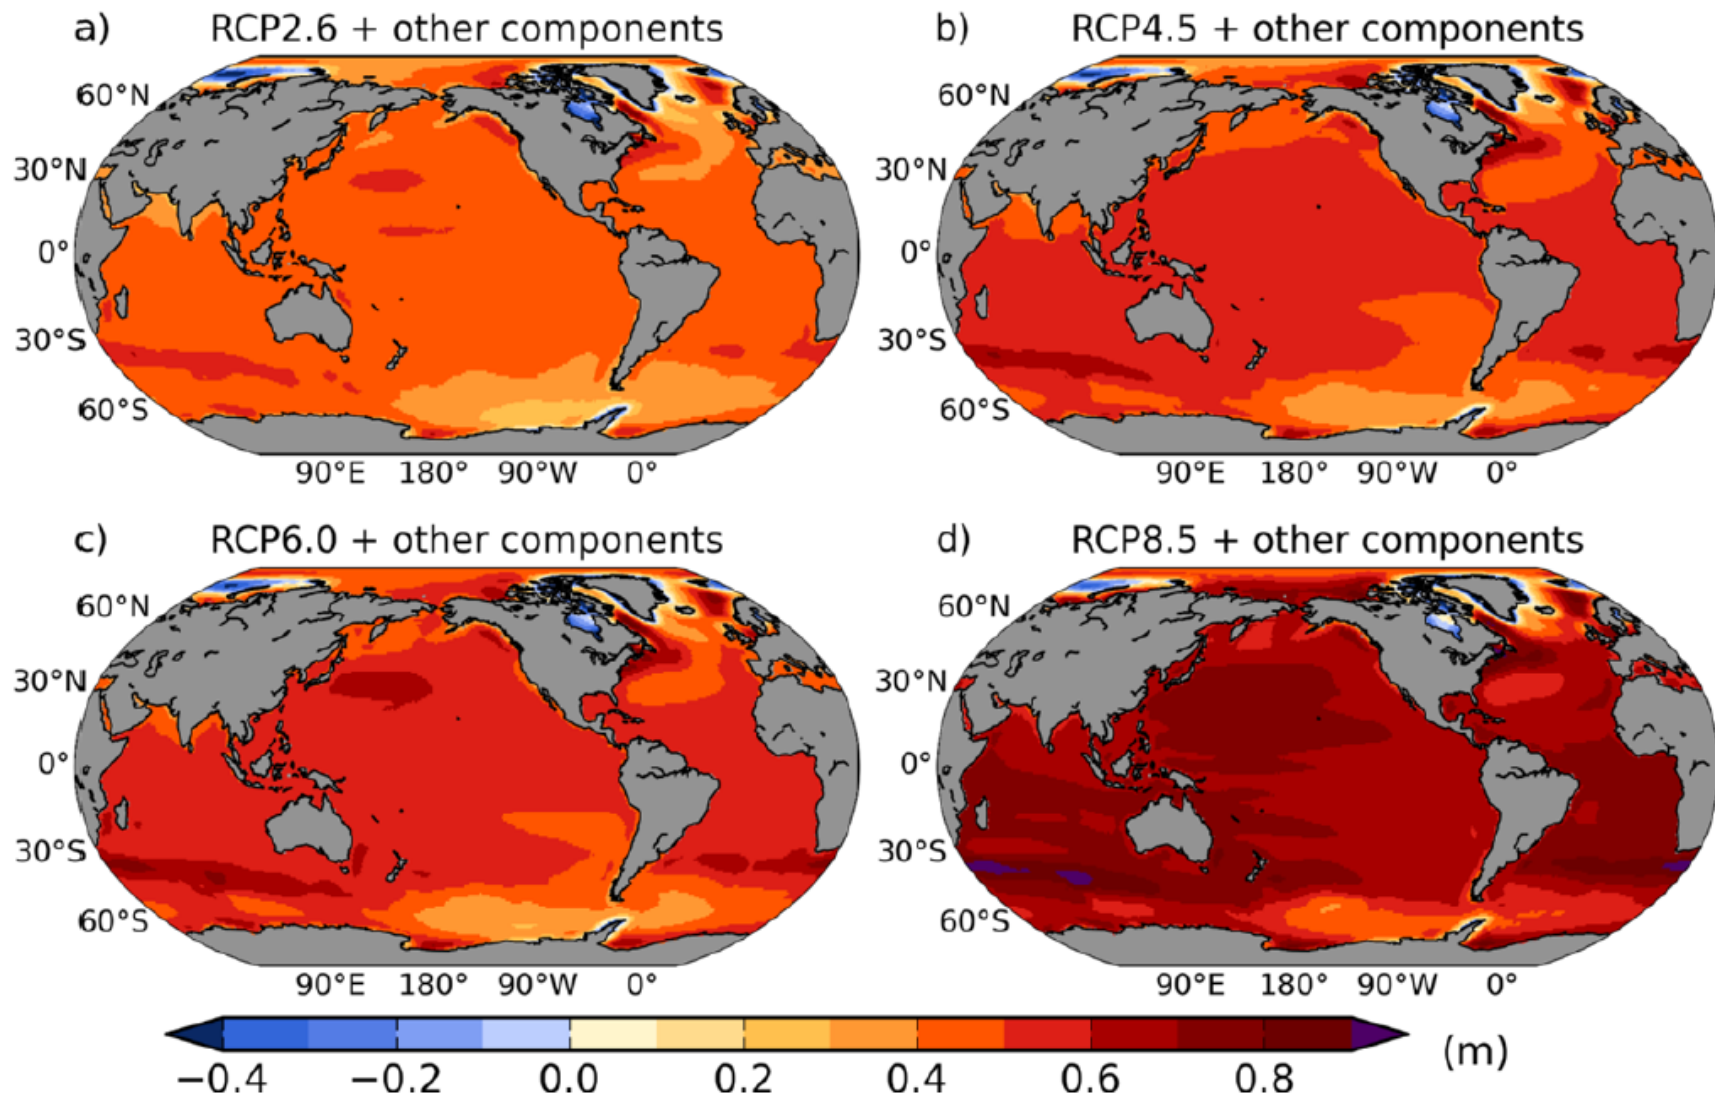 a) RCP2.6 + other components
b) RCP4.5 + other components
60°N
30°N
0°
30°S
60°S
90°E 180° 90°W 0°
60°N
30°N
0°
30°S
60°S
90°E 180° 90°W 0°
c) RCP6.0 + other components
d) RCP8.5 + other components
60°N
30°N
0°
30°S
60°S
90°E 180° 90°W 0°
60°N
30°N
0°
30°S
60°S
90°E 180° 90°W 0°
−0.4 −0.2 0.0 0.2 0.4 0.6 0.8 (m)